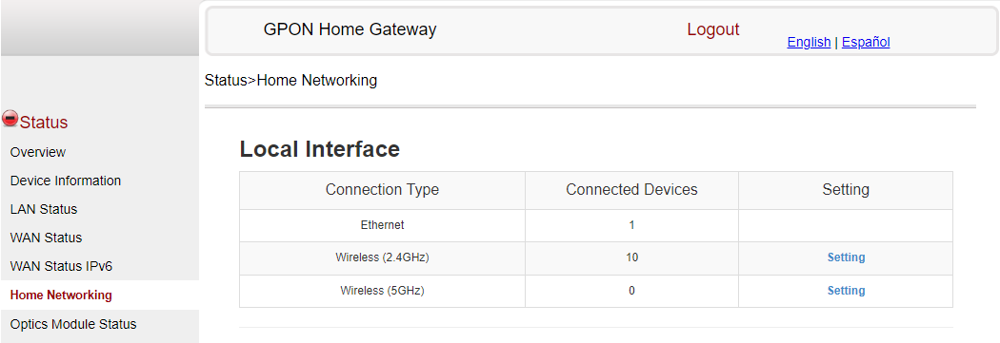 GPON Home Gateway
Logout
English | Español
Status>Home Networking
Status
Overview
Device Information
LAN Status
WAN Status
WAN Status IPv6
Home Networking
Optics Module Status
Local Interface
Connection Type Connected Devices Setting
Ethernet 1
Wireless (2.4GHz) 10 Setting
Wireless (5GHz) 0 Setting